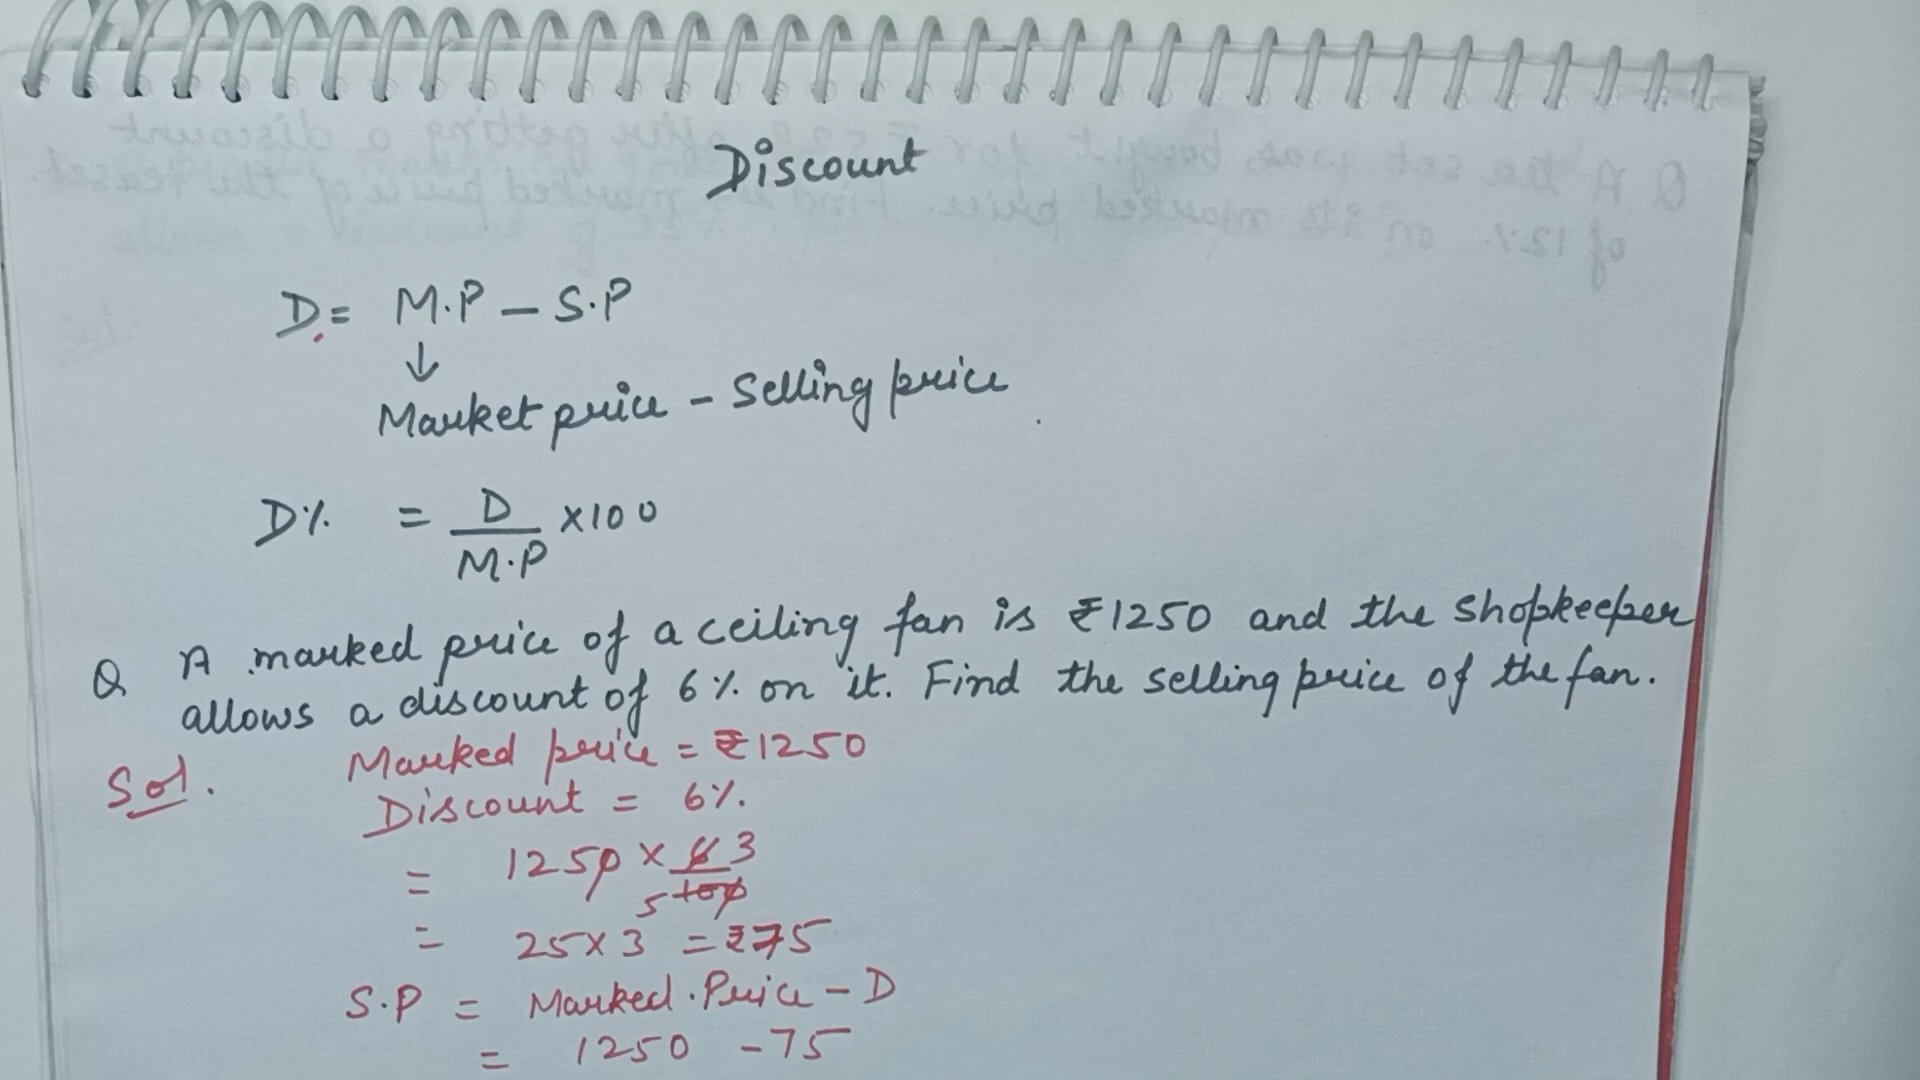 Discount
D = M.P - S.P
↓
Market price - Selling price
D% = D/M.P ×100
Q A marked price of a ceiling fan is ₹1250 and the shopkeeper
allows a discount of 6% on it. Find the selling price of the fan.
Sol. Marked price = ₹1250
Discount = 6%.
= 1250 × 6 3 / 5 100
= 25×3 = ₹75
S.P = Marked.Price - D
= 1250 - 75